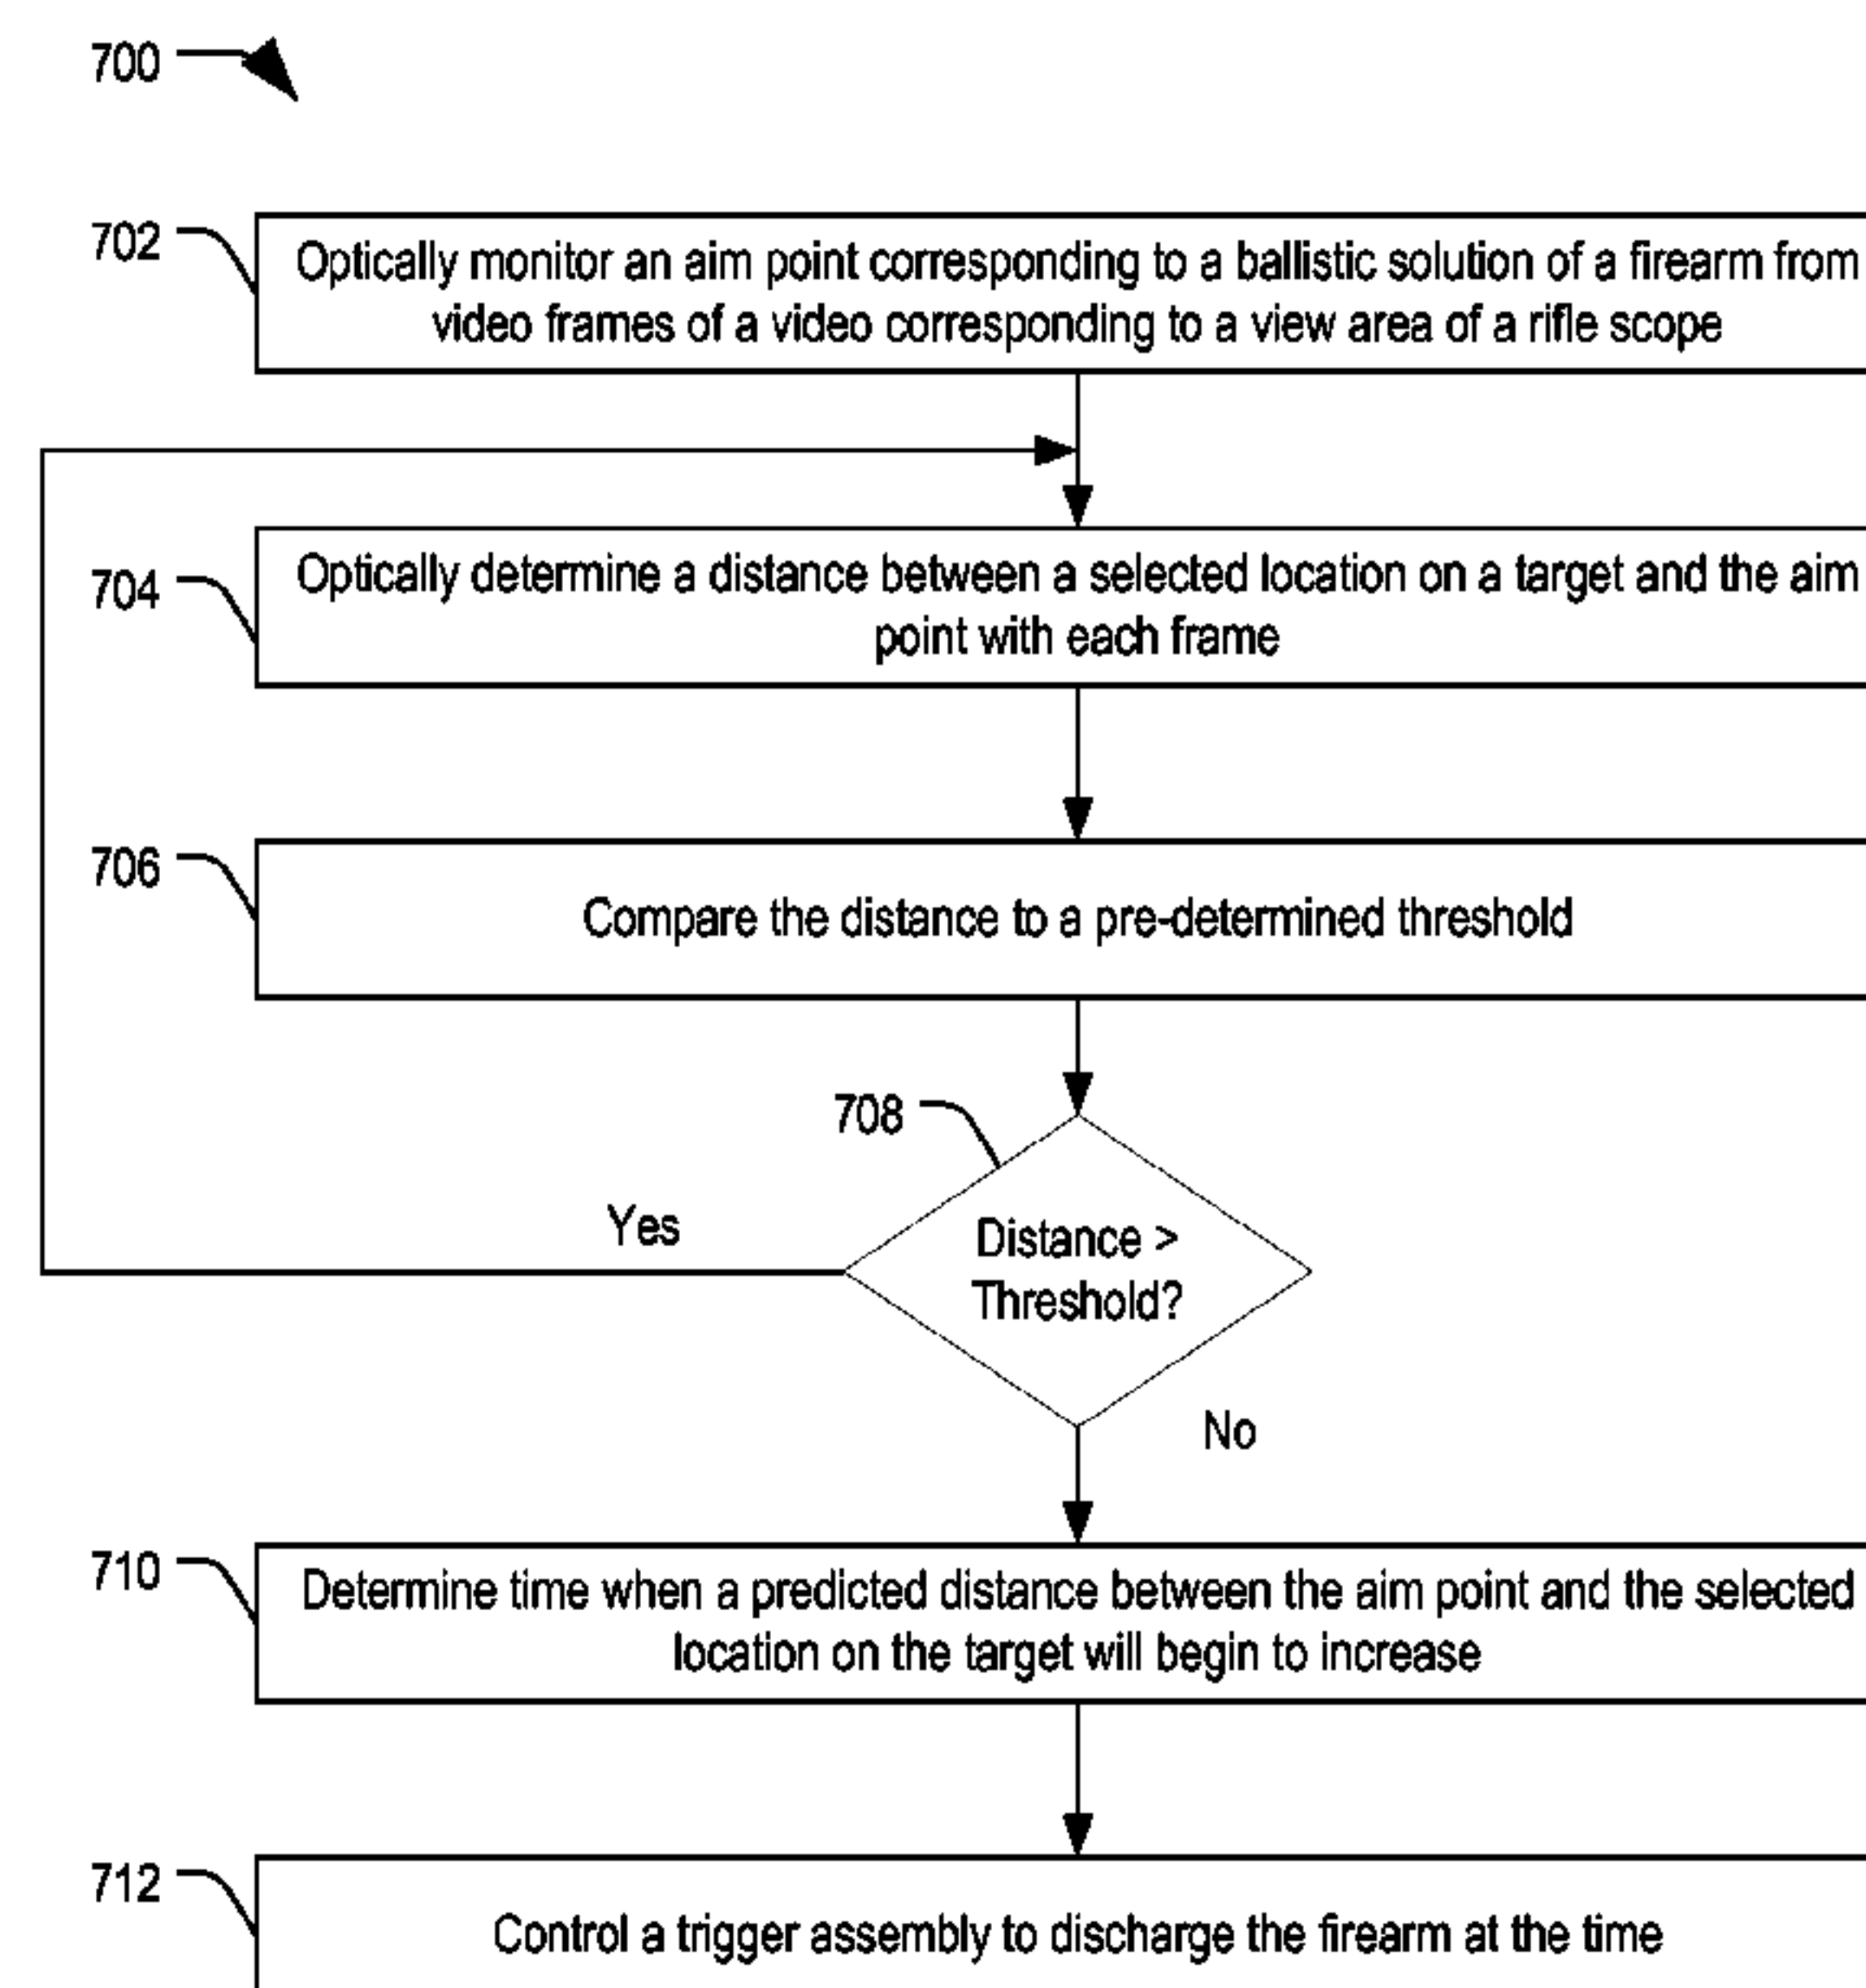 700
702
Optically monitor an aim point corresponding to a ballistic solution of a firearm from
video frames of a video corresponding to a view area of a rifle scope
704
Optically determine a distance between a selected location on a target and the aim
point with each frame
706
Compare the distance to a pre-determined threshold
708
Yes
Distance >
Threshold?
No
710
Determine time when a predicted distance between the aim point and the selected
location on the target will begin to increase
712
Control a trigger assembly to discharge the firearm at the time